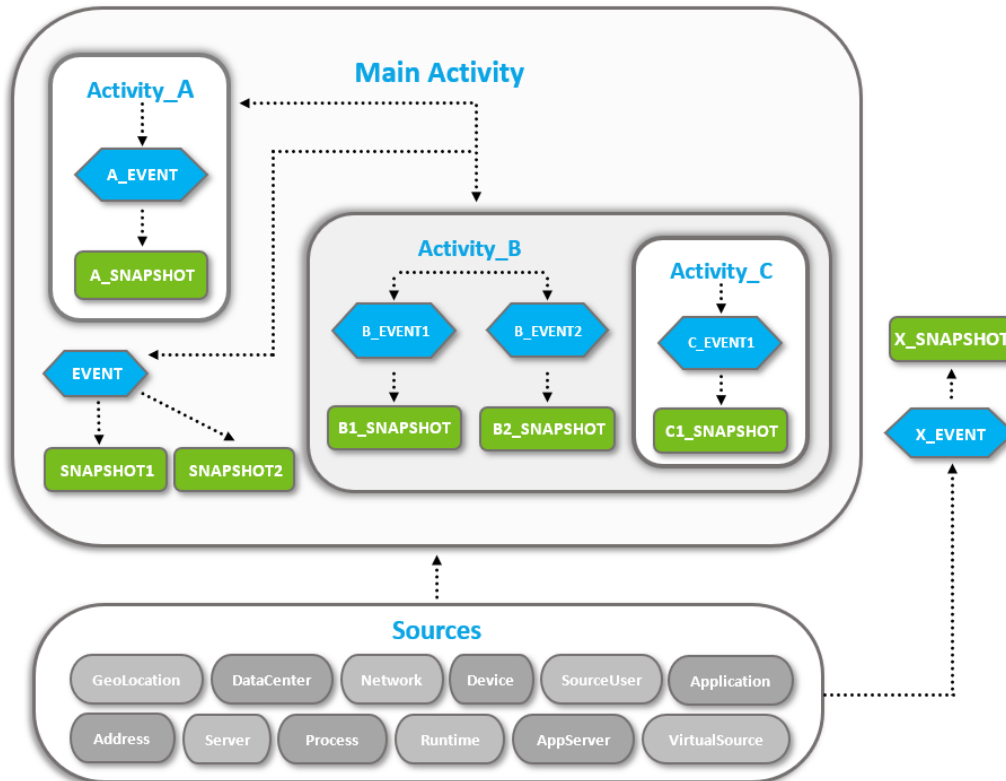 Main Activity
Activity_A
A_EVENT
A_SNAPSHOT
EVENT
SNAPSHOT1
SNAPSHOT2
Activity_B
B_EVENT1
B_EVENT2
B1_SNAPSHOT
B2_SNAPSHOT
Activity_C
C_EVENT1
C1_SNAPSHOT
X_SNAPSHOT
X_EVENT
Sources
GeoLocation
DataCenter
Network
Device
SourceUser
Application
Address
Server
Process
Runtime
AppServer
VirtualSource